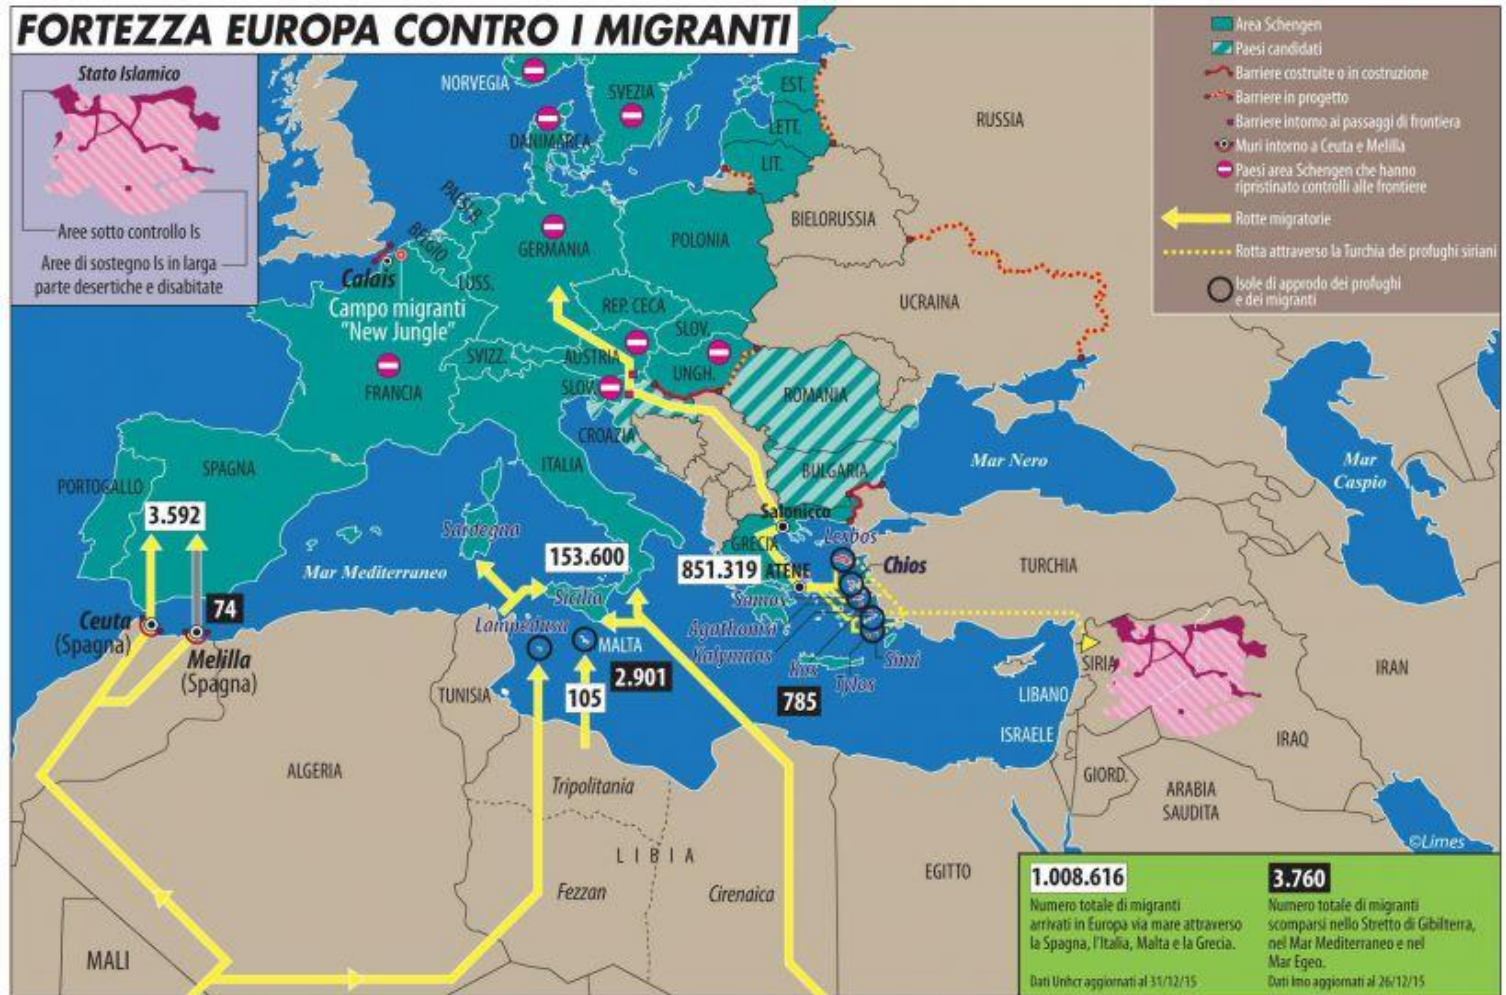 FORTEZZA EUROPA CONTRO I MIGRANTI
Stato Islamico
Aree sotto controllo Is
Aree di sostegno Is in larga
parte desertiche e disabitate
Area Schengen
Paesi candidati
Barriere costruite o in costruzione
Barriere in progetto
Barriere intorno ai passaggi di frontiera
Muri intorno a Ceuta e Melilla
Paesi area Schengen che hanno
ripristinato controlli alle frontiere
Rotte migratorie
Rotta attraverso la Turchia dei profughi siriani
Isole di approdo dei profughi
e dei migranti
NORVEGIA
SVEZIA
DANIMARCA
EST.
LETT.
LIT.
RUSSIA
BIELORUSSIA
PAESI B.
BELGIO
LUSS.
GERMANIA
POLONIA
Calais
Campo migranti
"New Jungle"
REP. CECA
SLOV.
UCRAINA
SVIZZ.
AUSTRIA
UNGH.
FRANCIA
SLOV.
ROMANIA
CROAZIA
ITALIA
BULGARIA
Mar Nero
Mar
Caspio
PORTOGALLO
SPAGNA
3.592
Sardegna
Mar Mediterraneo
153.600
Sicilia
851.319
Salonicco
GRECIA
ATENE
Lesbos
Chios
TURCHIA
Samos
Agathonisi
Kalymnos
Kos
Tylos
Simi
785
Ceuta
(Spagna)
74
Melilla
(Spagna)
Lampedusa
MALTA
2.901
105
TUNISIA
SIRIA
LIBANO
ISRAELE
IRAN
IRAQ
GIORD.
ARABIA
SAUDITA
ALGERIA
Tripolitania
LIBIA
Fezzan
Cirenaica
EGITTO
MALI
©Limes
1.008.616
Numero totale di migranti
arrivati in Europa via mare attraverso
la Spagna, l'Italia, Malta e la Grecia.
Dati Unhcr aggiornati al 31/12/15
3.760
Numero totale di migranti
scomparsi nello Stretto di Gibilterra,
nel Mar Mediterraneo e nel
Mar Egeo.
Dati Imo aggiornati al 26/12/15